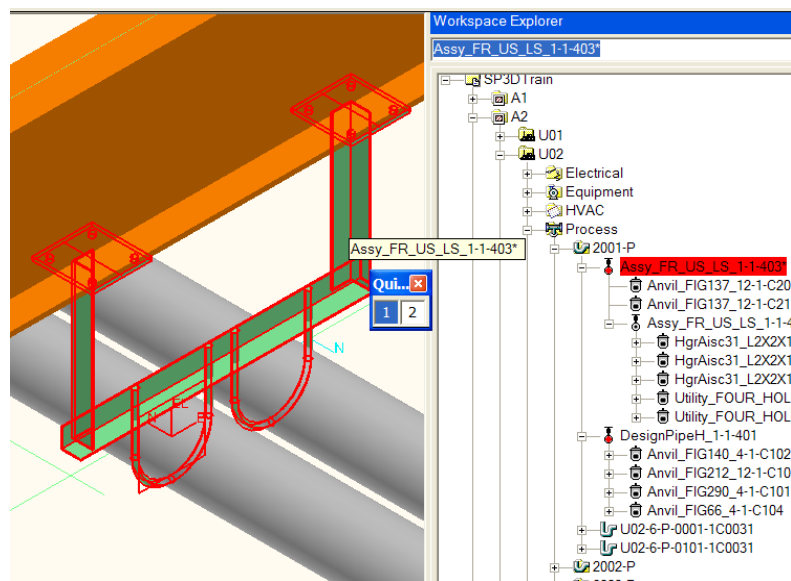 Workspace Explorer
Assy_FR_US_LS_1-1-403*
SP3DTrain
A1
A2
U01
U02
Electrical
Equipment
HVAC
Process
2001-P
Assy_FR_US_LS_1-1-403*
Anvil_FIG137_12-1-C20
Anvil_FIG137_12-1-C21
Assy_FR_US_LS_1-1-4
HgrAisc31_L2X2X1
HgrAisc31_L2X2X1
HgrAisc31_L2X2X1
Utility_FOUR_HOL
Utility_FOUR_HOL
DesignPipeH_1-1-401
Anvil_FIG140_4-1-C102
Anvil_FIG212_12-1-C10
Anvil_FIG290_4-1-C101
Anvil_FIG66_4-1-C104
U02-6-P-0001-1C0031
U02-6-P-0101-1C0031
2002-P
Assy_FR_US_LS_1-1-403*
Qui...
1 2
N
EL
N
E